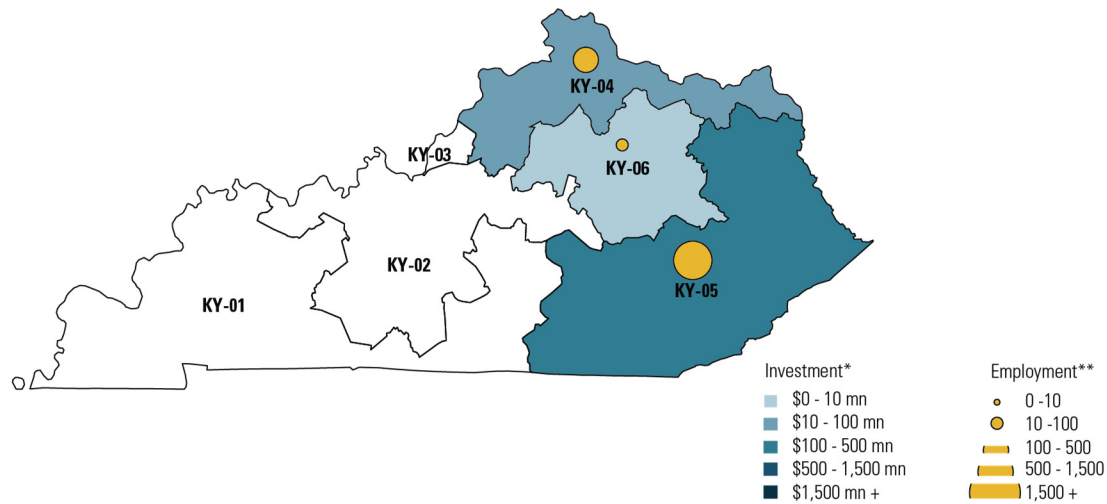 KY-04
KY-03
KY-06
KY-02
KY-05
KY-01
Investment*
$0 - 10 mn
$10 - 100 mn
$100 - 500 mn
$500 - 1,500 mn
$1,500 mn +
Employment**
0 -10
10 -100
100 - 500
500 - 1,500
1,500 +